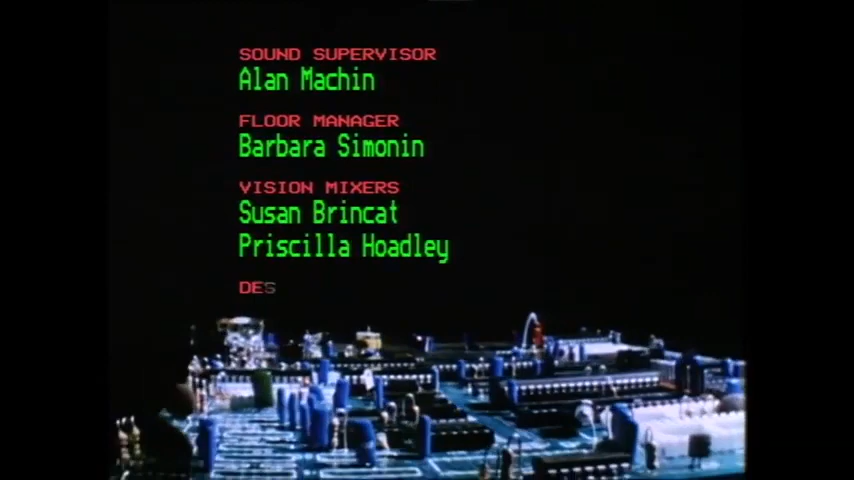 SOUND SUPERVISOR
Alan Machin
FLOOR MANAGER
Barbara Simonin
VISION MIXERS
Susan Brincat
Priscilla Hoadley
DES